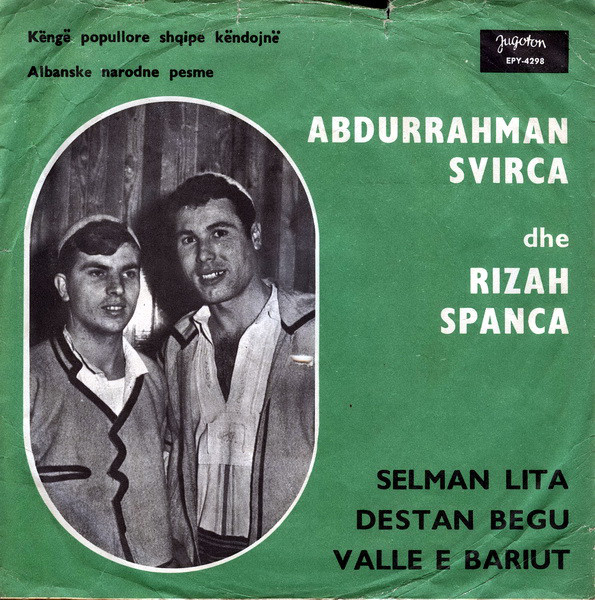 Këngë popullore shqipe këndojnë
Albanske narodne pesme
Jugoton
EPY-4298
ABDURRAHMAN
SVIRCA
dhe
RIZAH
SPANCA
SELMAN LITA
DESTAN BEGU
VALLE E BARIUT